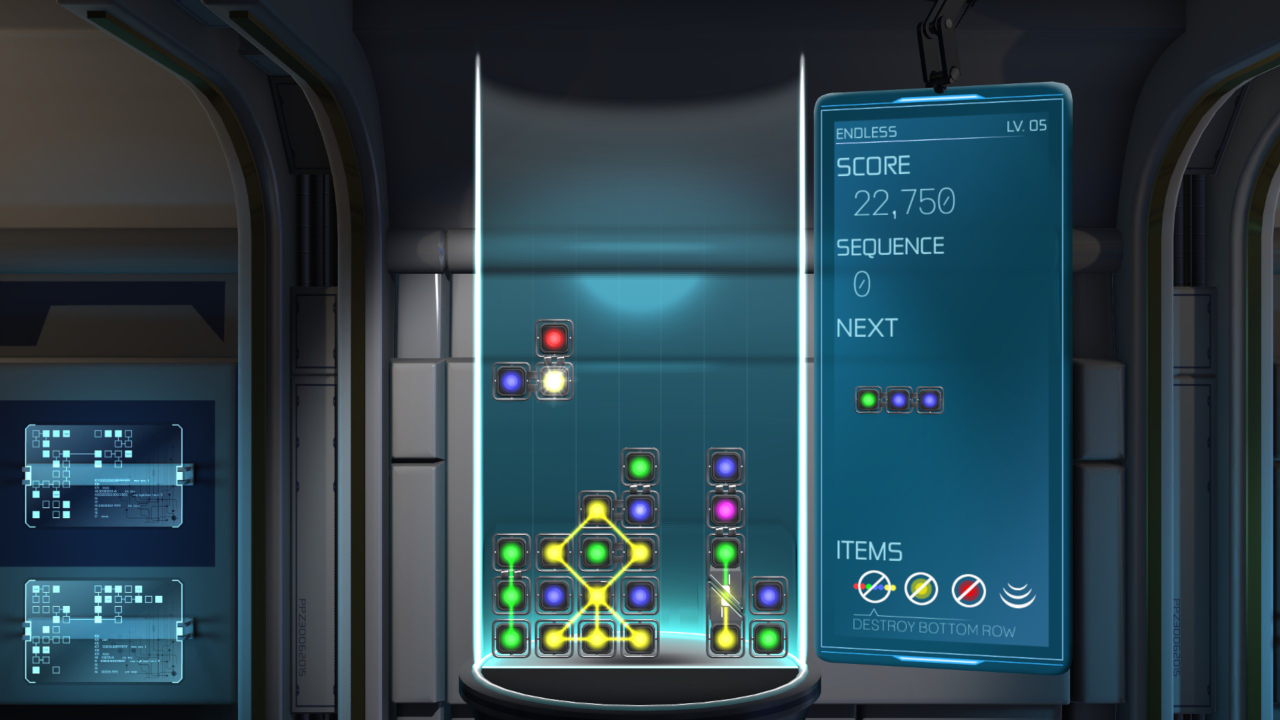 ENDLESS LV. 05
SCORE
22,750
SEQUENCE
0
NEXT
ITEMS
DESTROY BOTTOM ROW